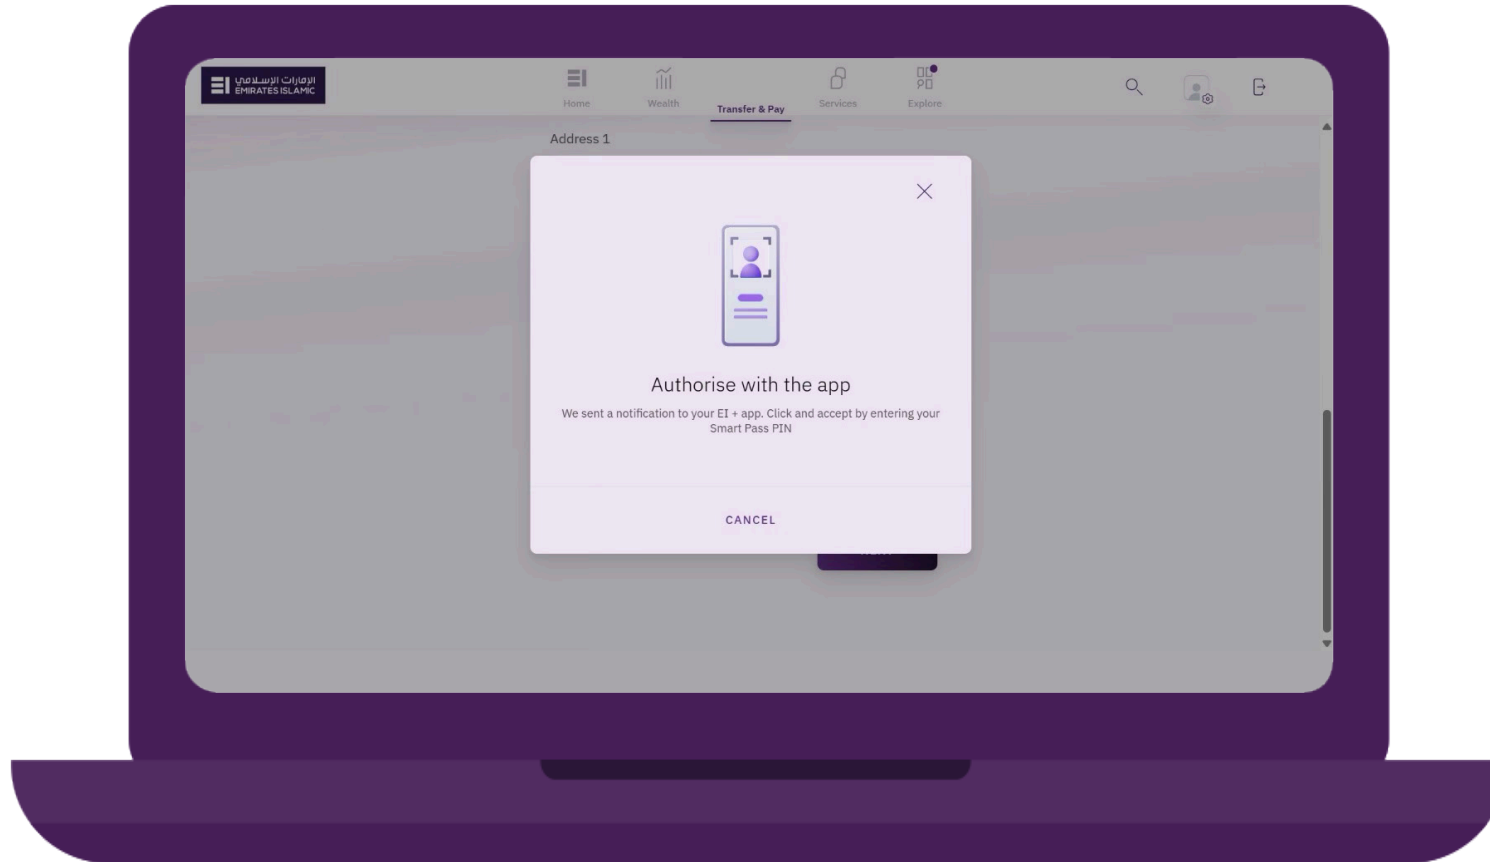 الإمارات الإسلامي
EMIRATES ISLAMIC
Home
Wealth
Transfer & Pay
Services
Explore
Address 1
Authorise with the app
We sent a notification to your EI + app. Click and accept by entering your
Smart Pass PIN
CANCEL